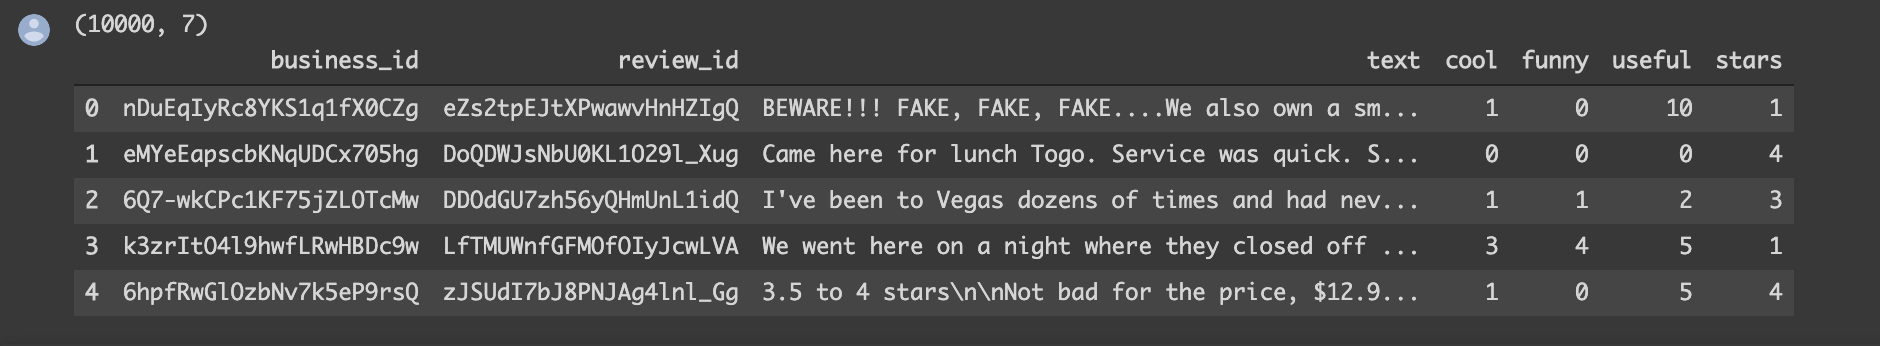 (10000, 7)
business_id review_id text cool funny useful stars
0 nDuEqIyRc8YKS1q1fX0CZg eZs2tpEJtXPwawvHnHZIgQ BEWARE!!! FAKE, FAKE, FAKE....We also own a sm... 1 0 10 1
1 eMYeEapscbKNqUDCx705hg DoQDWJsNbU0KL1O29l_Xug Came here for lunch Togo. Service was quick. S... 0 0 0 4
2 6Q7-wkCPc1KF75jZLOTcMw DDOdGU7zh56yQHmUnL1idQ I've been to Vegas dozens of times and had nev... 1 1 2 3
3 k3zrItO4l9hwfLRwHBDc9w LfTMUWnfGFMOfOIyJcwLVA We went here on a night where they closed off ... 3 4 5 1
4 6hpfRwGlOzbNv7k5eP9rsQ zJSUdI7bJ8PNJAg4lnl_Gg 3.5 to 4 stars\n\nNot bad for the price, $12.9... 1 0 5 4